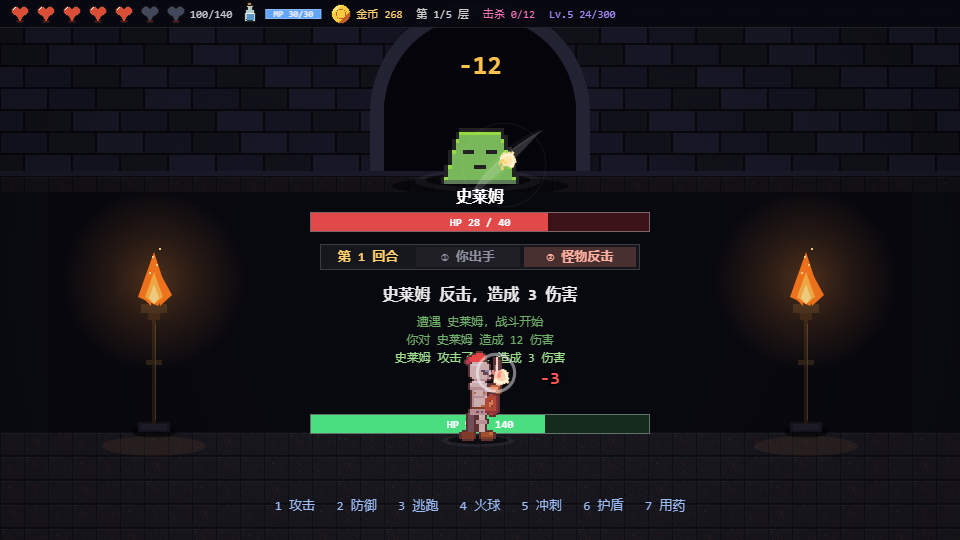 100/140 MP 30/30 金币 268 第 1/5 层 击杀 0/12 Lv.5 24/300
-12
史莱姆
HP 28 / 40
第 1 回合 ① 你出手 ② 怪物反击
史莱姆 反击，造成 3 伤害
遭遇 史莱姆，战斗开始
你对 史莱姆 造成 12 伤害
史莱姆 攻击了 造成 3 伤害
-3
HP 140
1 攻击 2 防御 3 逃跑 4 火球 5 冲刺 6 护盾 7 用药